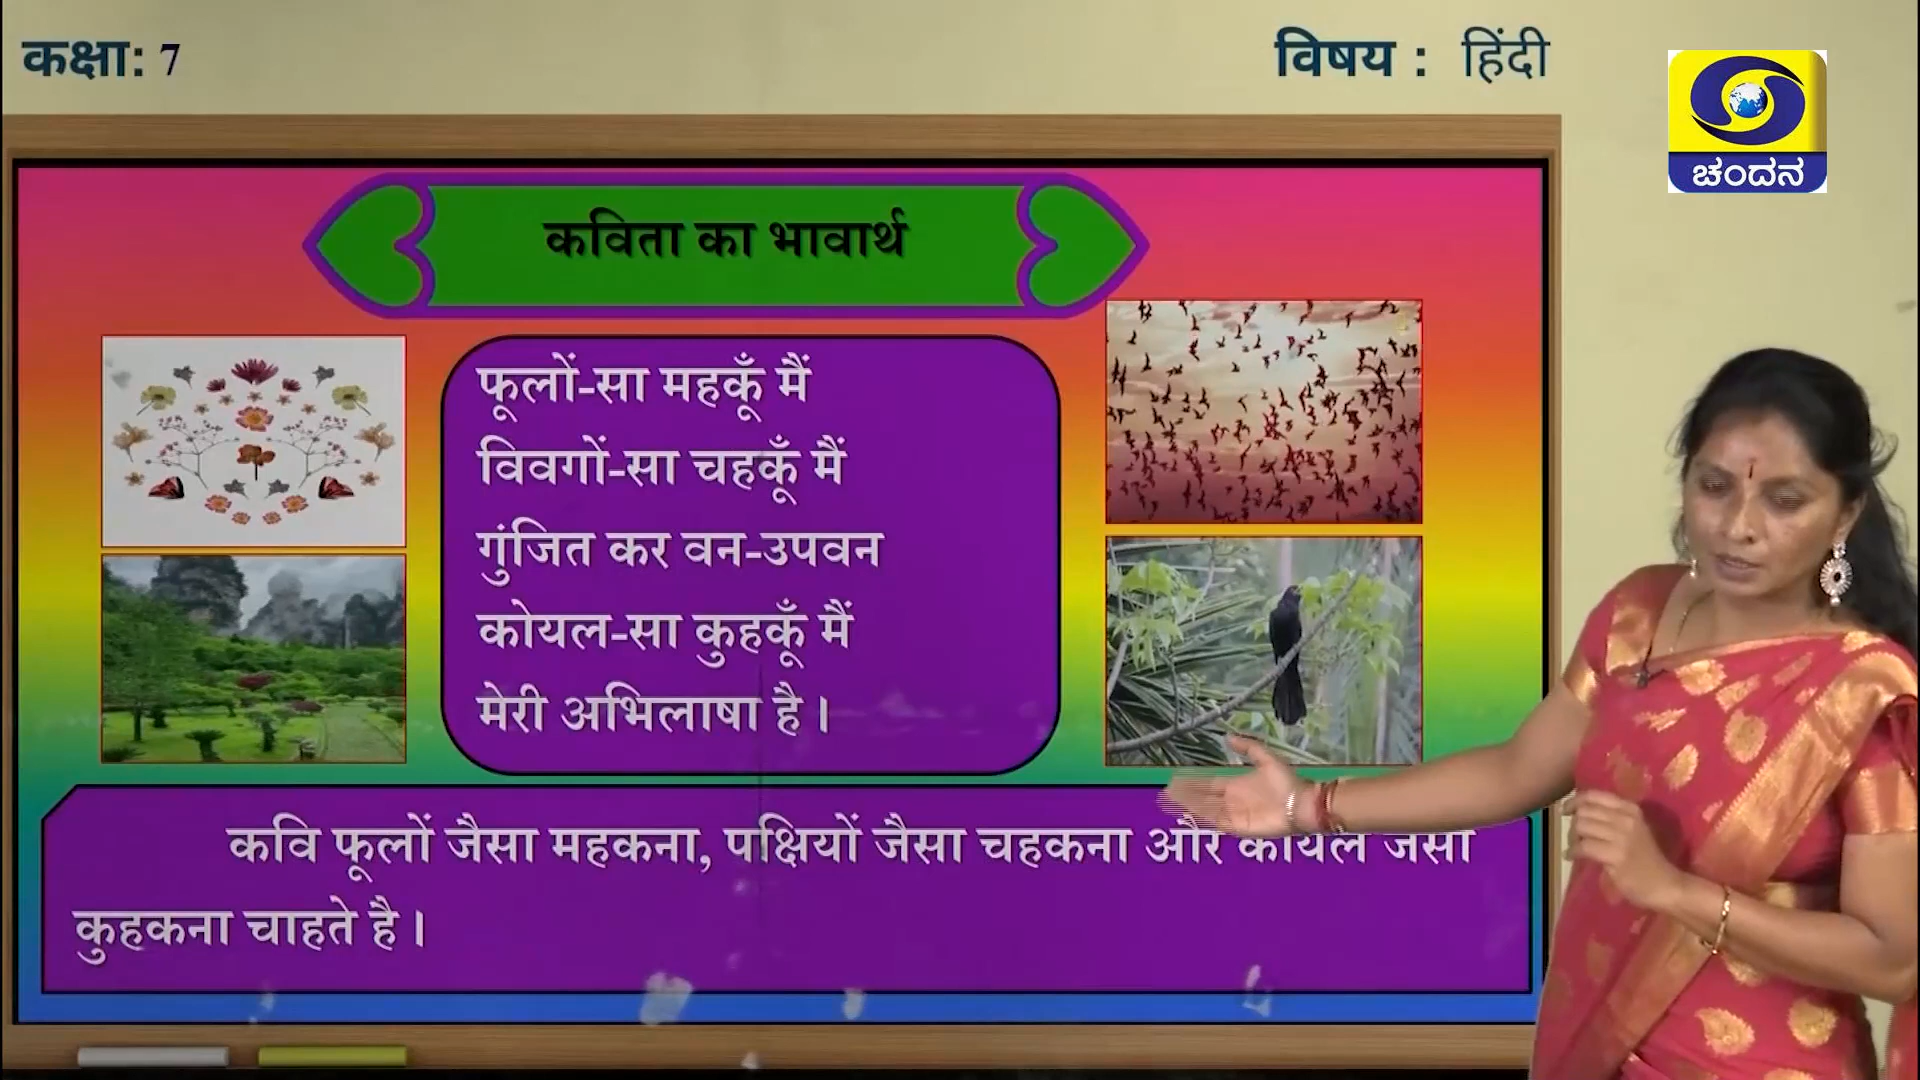 कक्षा: 7
विषय : हिंदी
ಚಂದನ
कविता का भावार्थ
फूलों-सा महकूँ मैं
विवगों-सा चहकूँ मैं
गुंजित कर वन-उपवन
कोयल-सा कुहकूँ मैं
मेरी अभिलाषा है।
कवि फूलों जैसा महकना, पक्षियों जैसा चहकना और कोयल जैसा
कुहकना चाहते है।